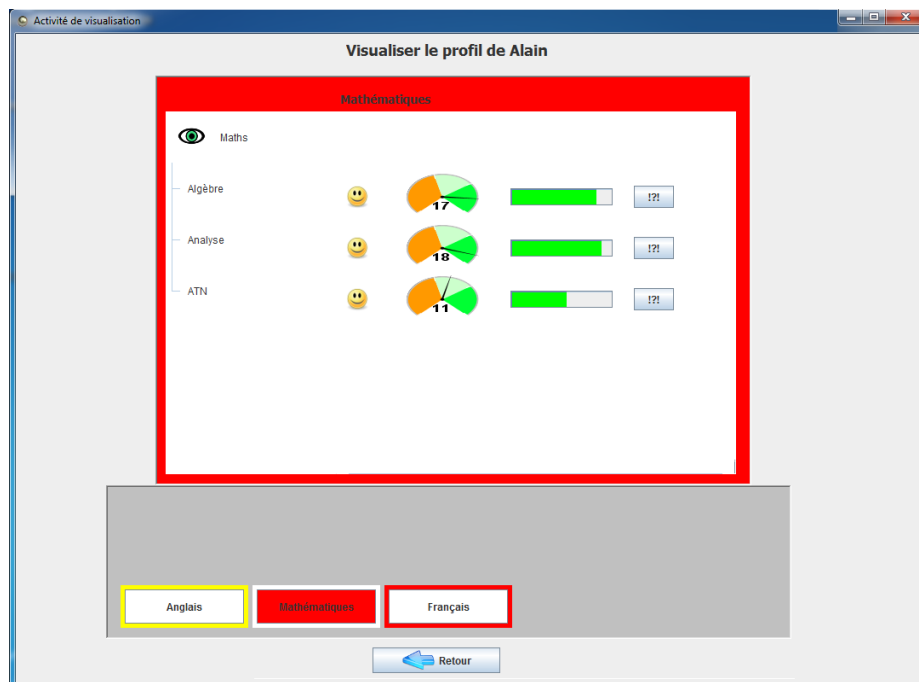 Activité de visualisation
Visualiser le profil de Alain
Mathématiques
Maths
Algèbre 17 !?!
Analyse 18 !?!
ATN 11 !?!
Anglais Mathématiques Français
Retour